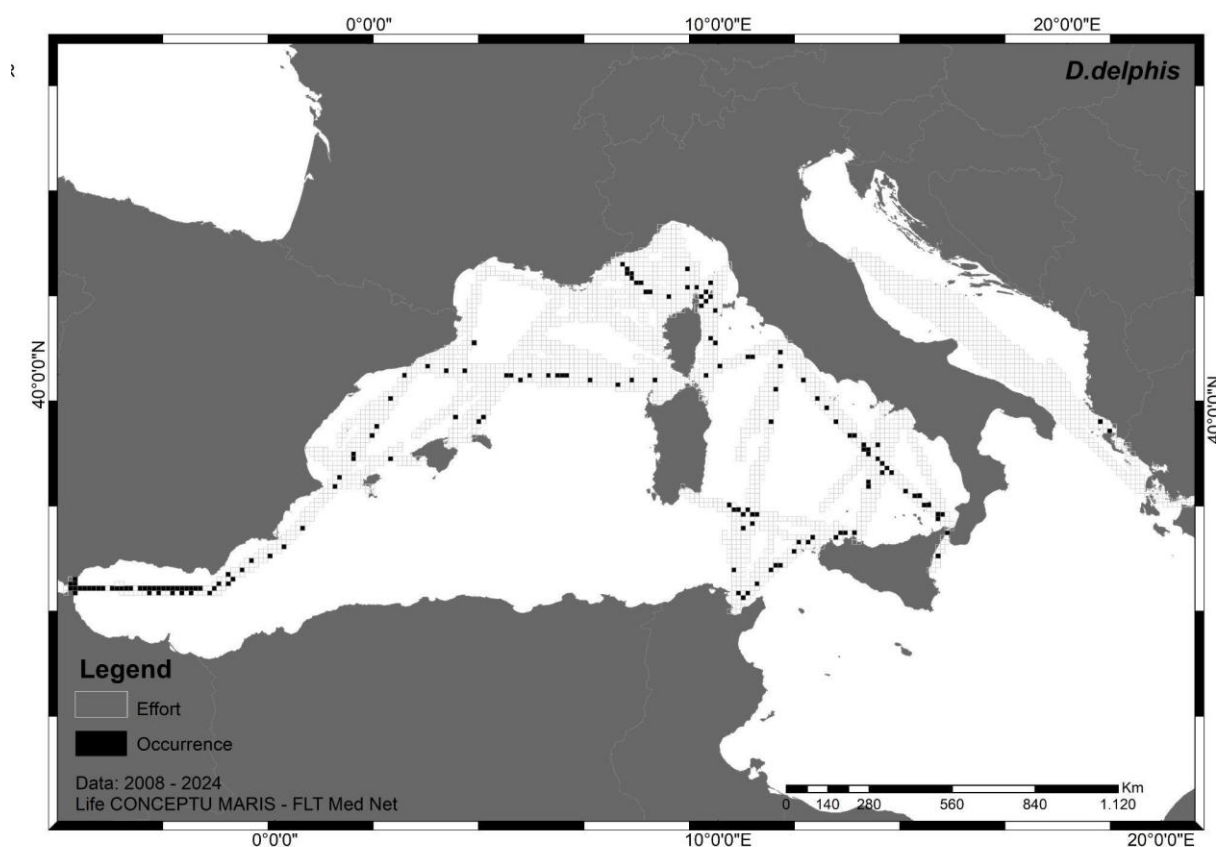 0°0'0" 10°0'0"E 20°0'0"E
D.delphis
40°0'0"N 40°0'0"N
Legend
Effort
Occurrence
Data: 2008 - 2024
Life CONCEPTU MARIS - FLT Med Net
Km
0 140 280 560 840 1.120
0°0'0" 10°0'0"E 20°0'0"E